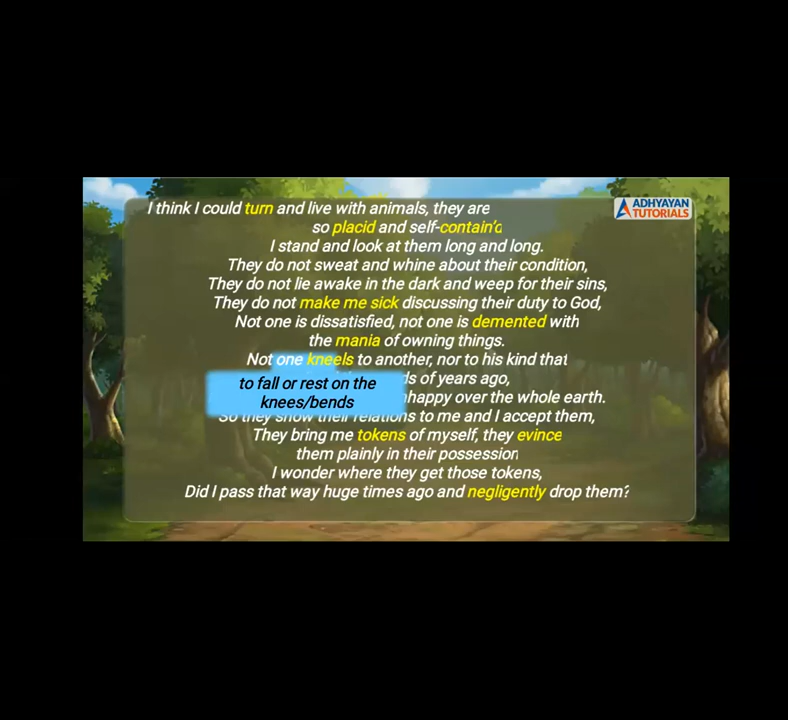 I think I could turn and live with animals, they are
so placid and self-contain'd
I stand and look at them long and long.
They do not sweat and whine about their condition,
They do not lie awake in the dark and weep for their sins,
They do not make me sick discussing their duty to God,
Not one is dissatisfied, not one is demented with
the mania of owning things.
Not one kneels to another, nor to his kind that
of years ago,
over the whole earth.
So they show their relations to me and I accept them,
They bring me tokens of myself, they evince
them plainly in their possession
I wonder where they get those tokens,
Did I pass that way huge times ago and negligently drop them?
to fall or rest on the
knees/bends
ADHYAYAN
TUTORIALS